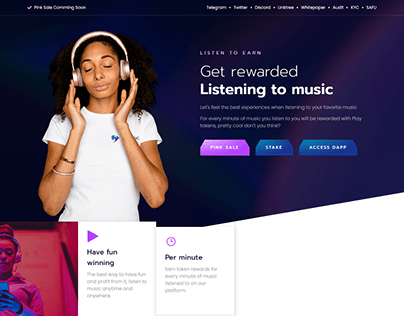 Pink Sale Comming Soon
Telegram • Twitter • Discord • Linktree • Whitepaper • Audit • KYC • SAFU
LISTEN TO EARN
Get rewarded
Listening to music
Let's feel the best experiences when listening to your favorite music
For every minute of music you listen to you will be rewarded with Play
tokens, pretty cool don't you think?
PINK SALE
STAKE
ACCESS DAPP
Have fun
winning
The best way to have fun
and profit from it, listen to
music anytime and
anywhere.
Per minute
Earn token rewards for
every minute of music
listened to on our
platform.